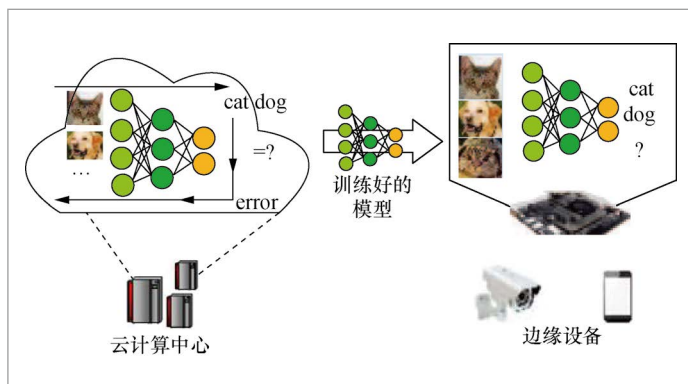 cat dog
=?
…
error
云计算中心
训练好的
模型
cat
dog
?
边缘设备